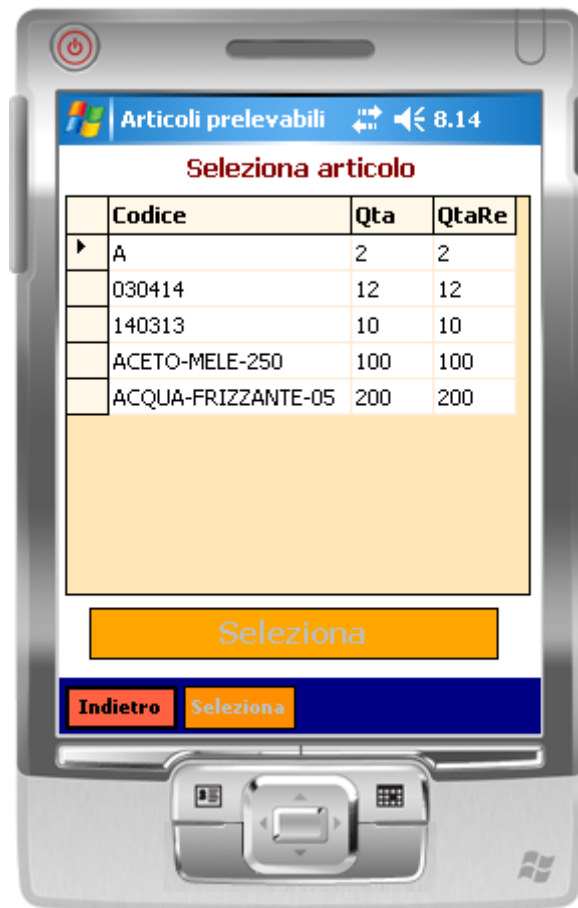 Articoli prelevabili 8.14
Seleziona articolo
Codice Qta QtaRe
A 2 2
030414 12 12
140313 10 10
ACETO-MELE-250 100 100
ACQUA-FRIZZANTE-05 200 200
Seleziona
Indietro Seleziona